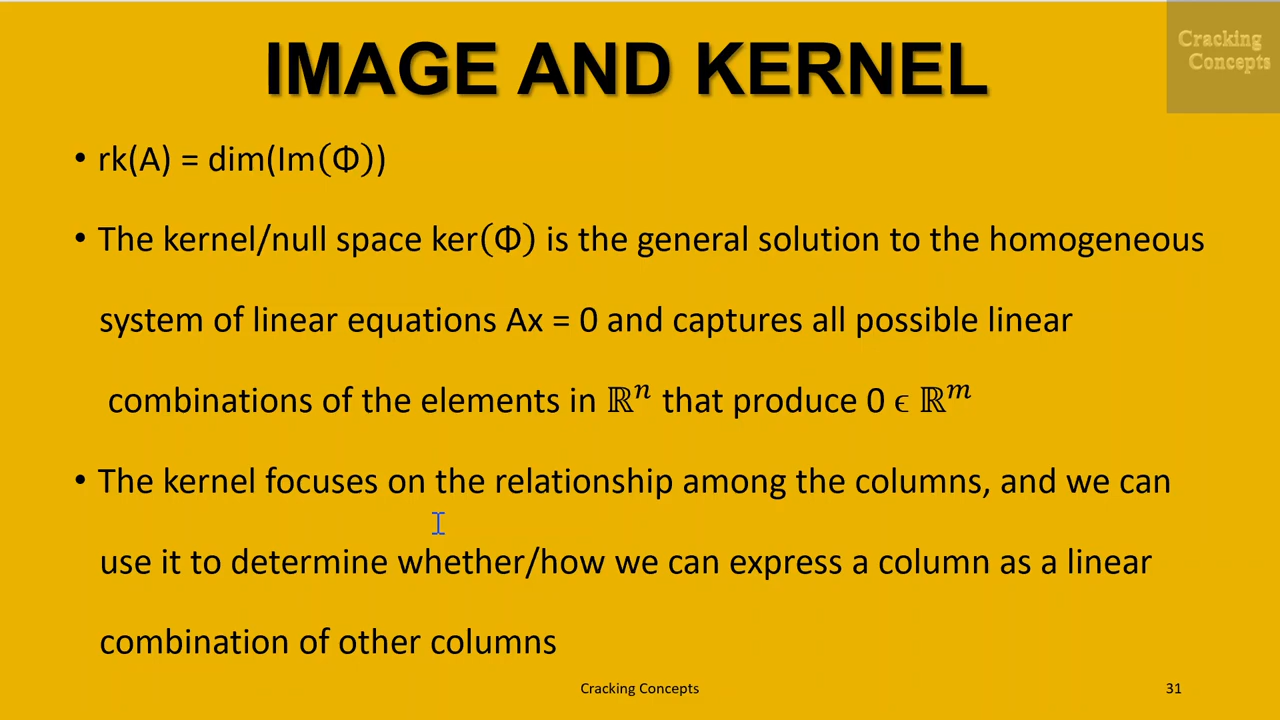 IMAGE AND KERNEL
Cracking
Concepts
• rk(A) = dim(Im(Φ))
• The kernel/null space ker(Φ) is the general solution to the homogeneous
system of linear equations Ax = 0 and captures all possible linear
combinations of the elements in ℝⁿ that produce 0 ϵ ℝᵐ
• The kernel focuses on the relationship among the columns, and we can
use it to determine whether/how we can express a column as a linear
combination of other columns
Cracking Concepts
31